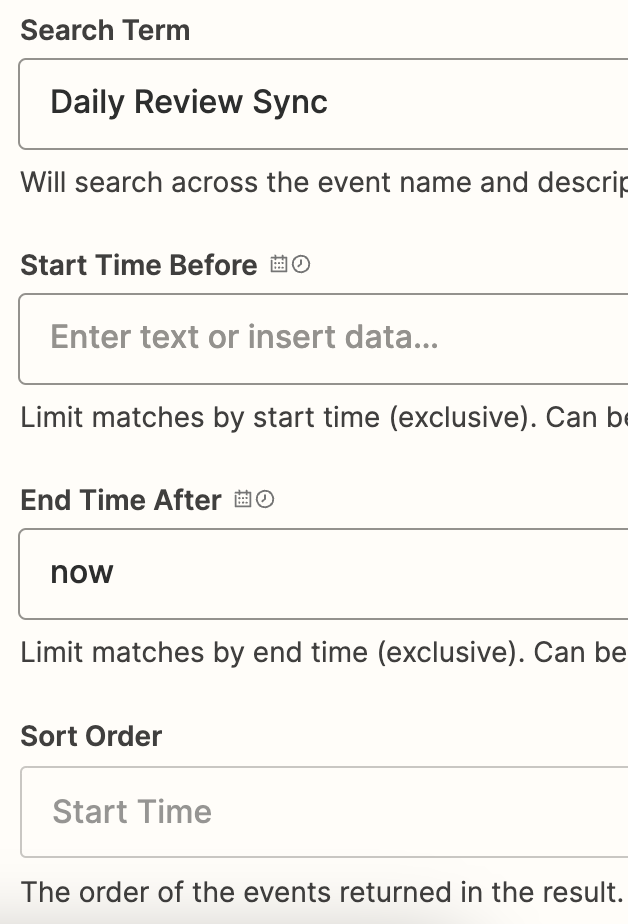 Search Term
Daily Review Sync
Will search across the event name and descrip
Start Time Before
Enter text or insert data...
Limit matches by start time (exclusive). Can be
End Time After
now
Limit matches by end time (exclusive). Can be
Sort Order
Start Time
The order of the events returned in the result.